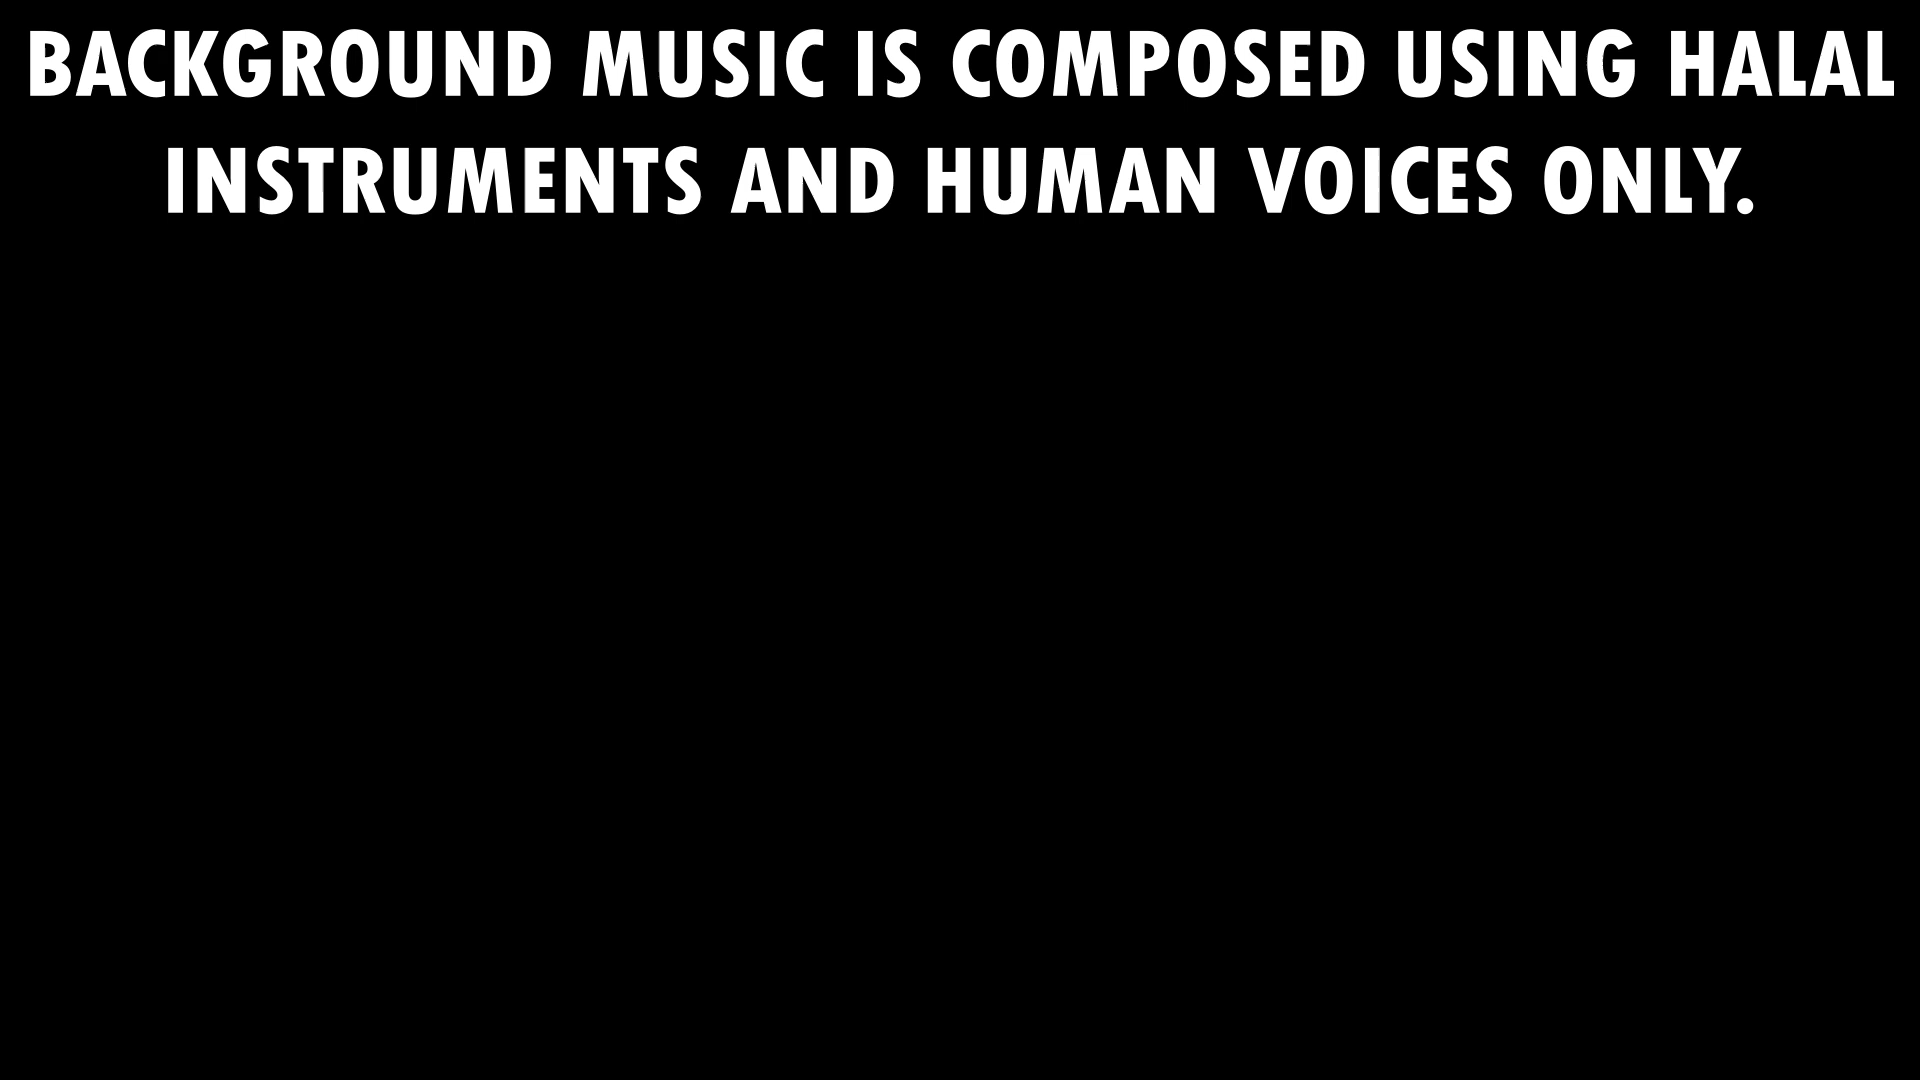 BACKGROUND MUSIC IS COMPOSED USING HALAL
INSTRUMENTS AND HUMAN VOICES ONLY.